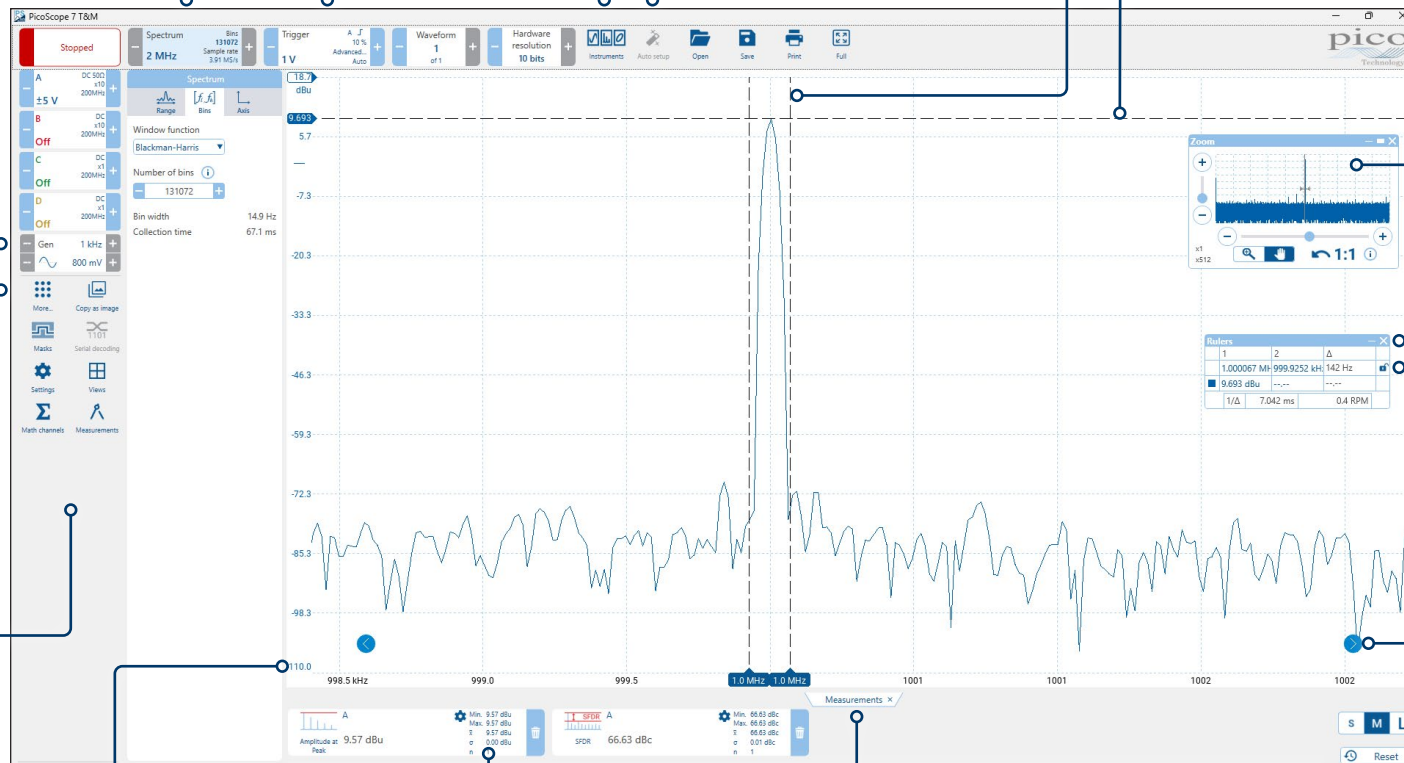 PicoScope 7 T&M
Stopped
Spectrum
2 MHz
Bins
131072
Sample rate
3.91 MS/s
Trigger
1 V
A
10 %
Advanced...
Auto
Waveform
1
of 1
Hardware
resolution
10 bits
Instruments
Auto setup
Open
Save
Print
Full
pico
Technology
A
±5 V
DC 50Ω
x10
200MHz
B
Off
DC
x10
200MHz
C
Off
DC
x1
200MHz
D
Off
DC
x1
200MHz
Gen
1 kHz
800 mV
More...
Copy as image
Masks
Serial decoding
1101
Settings
Views
Math channels
Measurements
Spectrum
Range
Bins
Axis
Window function
Blackman-Harris
Number of bins
131072
Bin width 14.9 Hz
Collection time 67.1 ms
18.7
dBu
9.693
5.7
-7.3
-20.3
-33.3
-46.3
-59.3
-72.3
-85.3
-98.3
110.0
998.5 kHz
999.0
999.5
1.0 MHz
1.0 MHz
1001
1001
1002
1002
Zoom
x1
x512
1:1
Rulers
1 2 Δ
1.000067 MH 999.9252 kH: 142 Hz
9.693 dBu --.-- --.--
1/Δ 7.042 ms 0.4 RPM
Measurements ×
A
Amplitude at
Peak
9.57 dBu
Min. 9.57 dBu
Max. 9.57 dBu
x̄ 9.57 dBu
σ 0.00 dBu
n
SFDR A
SFDR
66.63 dBc
Min. 66.63 dBc
Max. 66.63 dBc
x̄ 66.63 dBc
σ 0.01 dBc
n 1
S M L
Reset